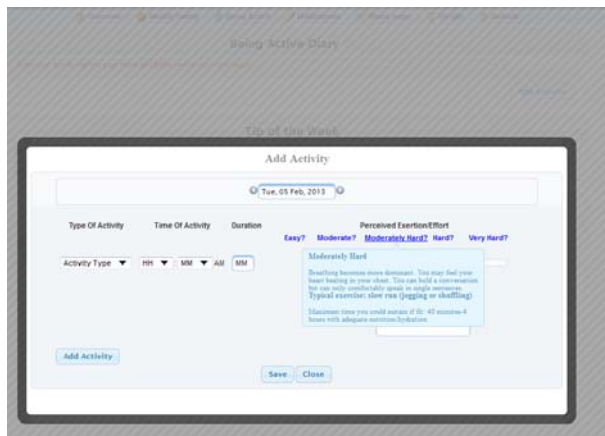 Being Active Diary
Tip of the Week
Add Activity
Tue, 05 Feb, 2013
Type Of Activity Time Of Activity Duration Perceived Exertion/Effort
Easy? Moderate? Moderately Hard? Hard? Very Hard?
Activity Type HH : MM AM MM
Moderately Hard
Breathing becomes more dominant. You may feel your
heart beating in your chest. You can hold a conversation
but can only comfortably speak in single sentences.
Typical exercise: slow run (jogging or shuffling)
Maximum time you could sustain if fit: 40 minutes-4
hours with adequate nutrition/hydration
Add Activity
Save Close